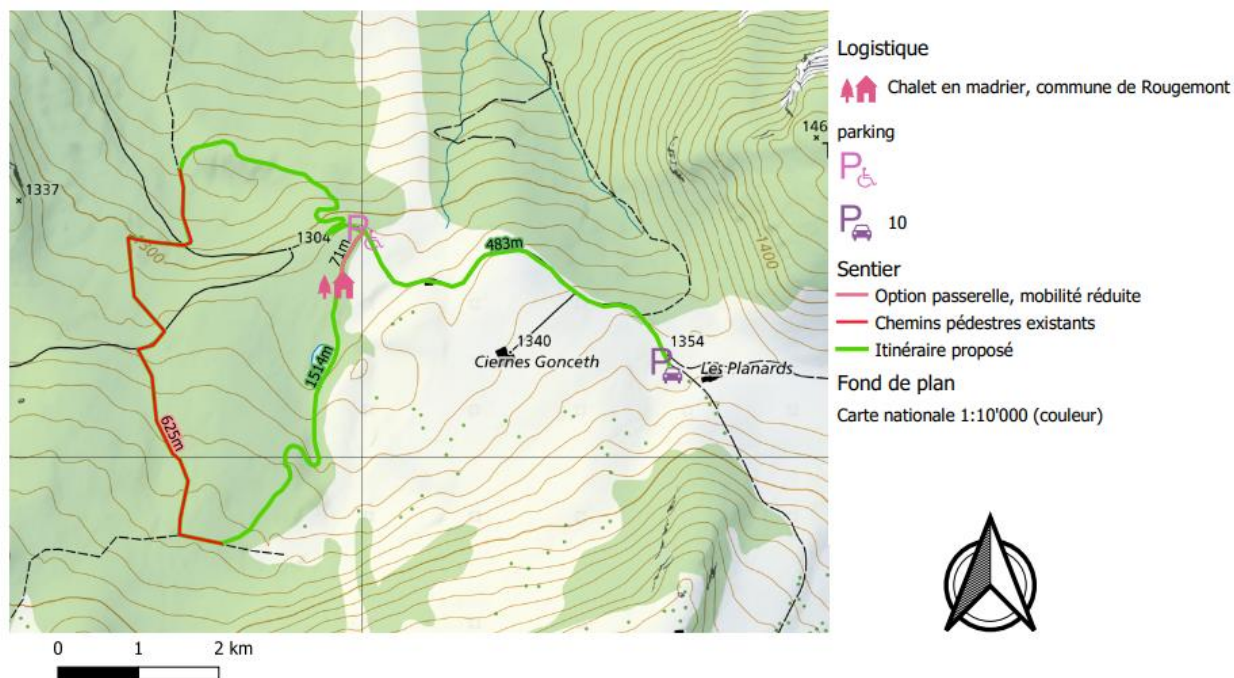 Logistique
Chalet en madrier, commune de Rougemont
parking
P
P 10
Sentier
Option passerelle, mobilité réduite
Chemins pédestres existants
Itinéraire proposé
Fond de plan
Carte nationale 1:10'000 (couleur)
146
1337
1304
1300
P
71m
483m
1400
1340
1354
Ciernes Gonceth
P
Les Planards
1514m
625m
0 1 2 km